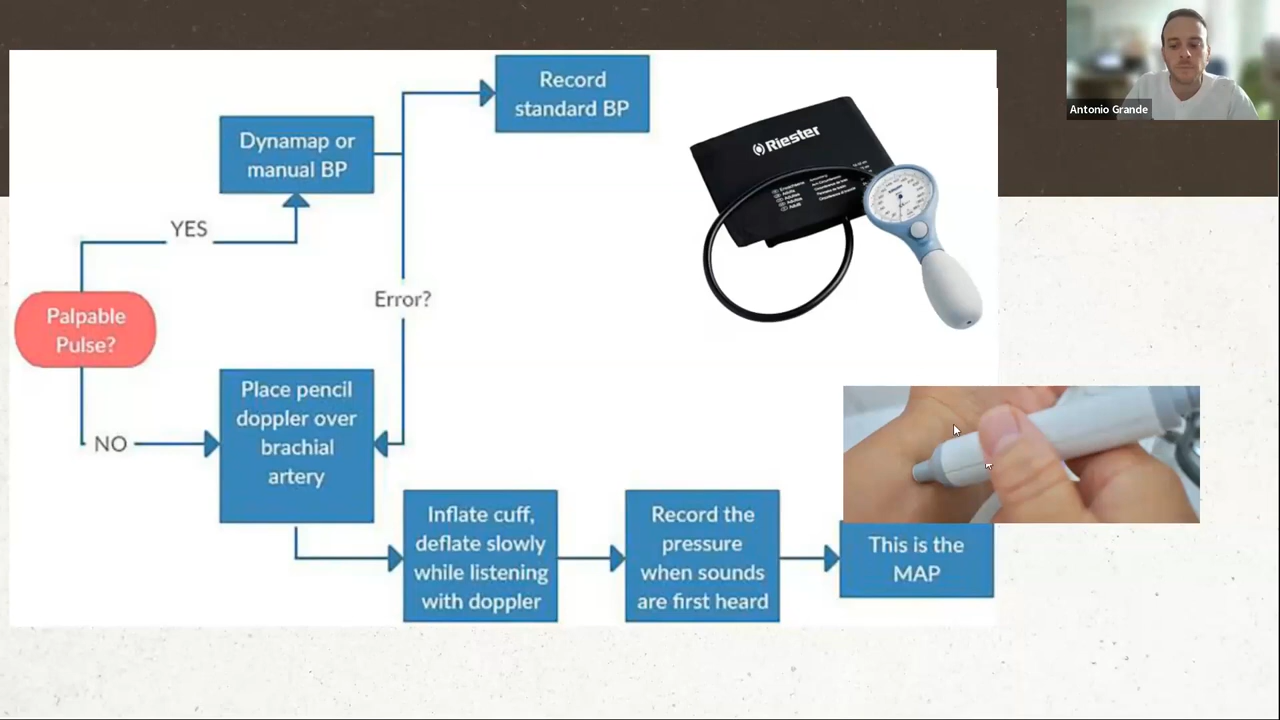 Antonio Grande
Record
standard BP
Dynamap or
manual BP
Riester
YES
Error?
Palpable
Pulse?
Place pencil
doppler over
brachial
artery
NO
Inflate cuff,
deflate slowly
while listening
with doppler
Record the
pressure
when sounds
are first heard
This is the
MAP